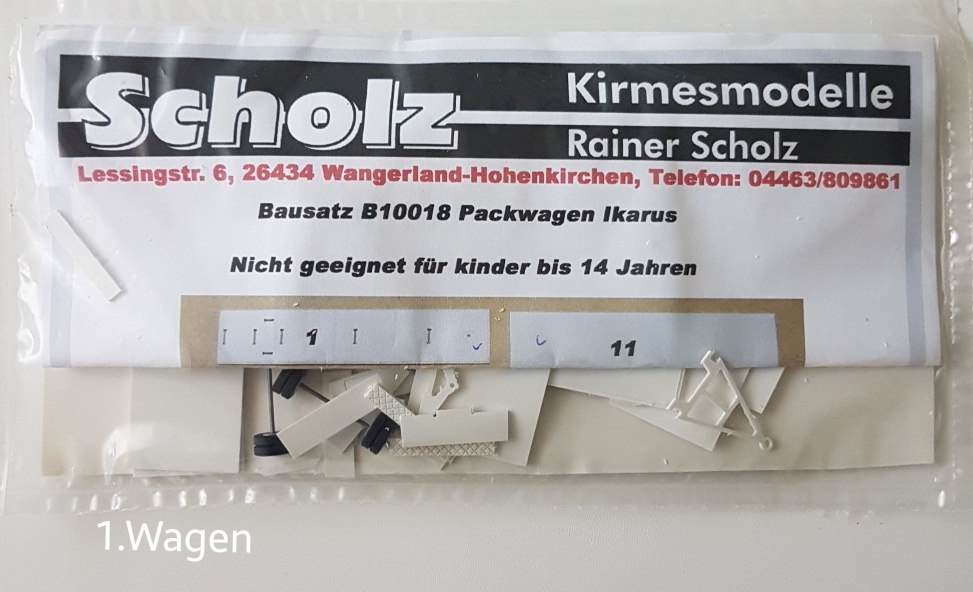 Scholz
Kirmesmodelle
Rainer Scholz
Lessingstr. 6, 26434 Wangerland-Hohenkirchen, Telefon: 04463/809861
Bausatz B10018 Packwagen Ikarus
Nicht geeignet für kinder bis 14 Jahren
1 11
1.Wagen